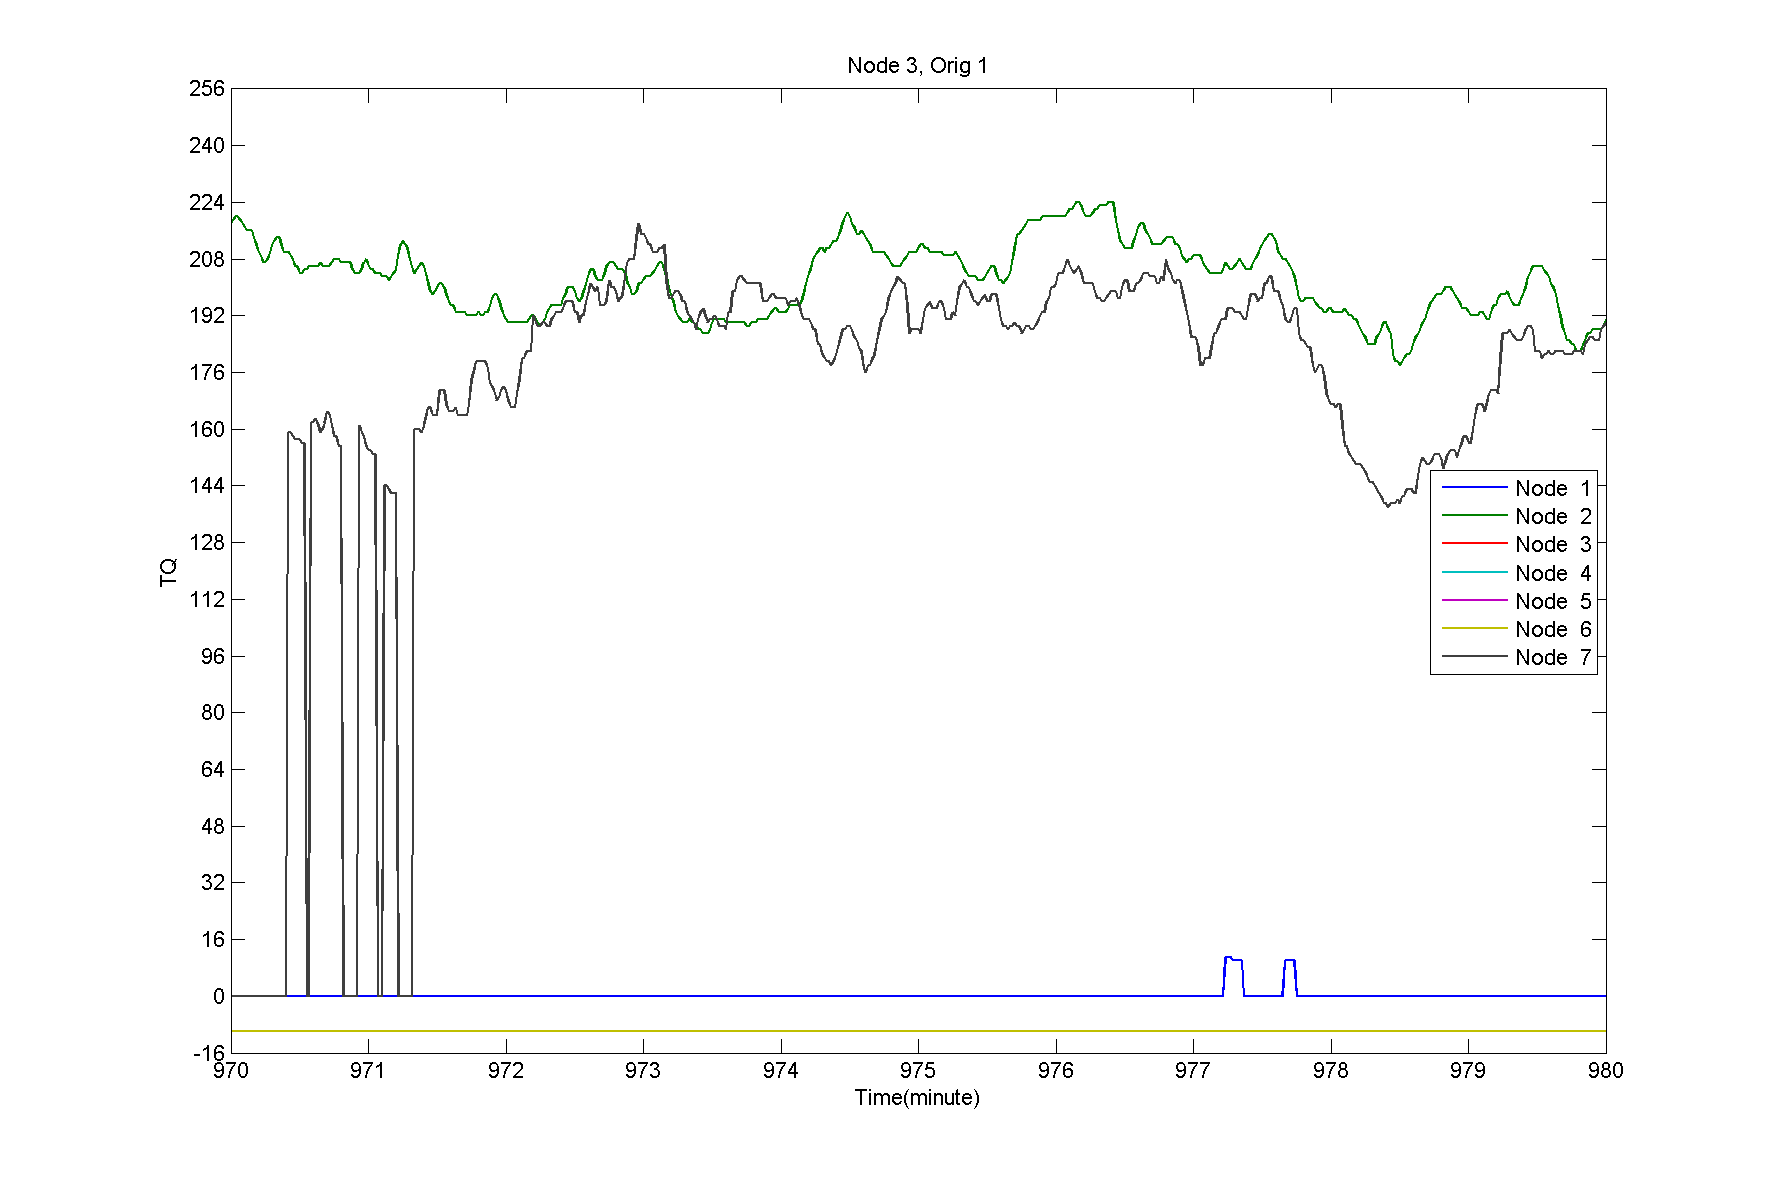 Node 3, Orig 1
256
240
224
208
192
176
160
144
128
112
96
80
64
48
32
16
0
-16
TQ
Node 1
Node 2
Node 3
Node 4
Node 5
Node 6
Node 7
970 971 972 973 974 975 976 977 978 979 980
Time(minute)